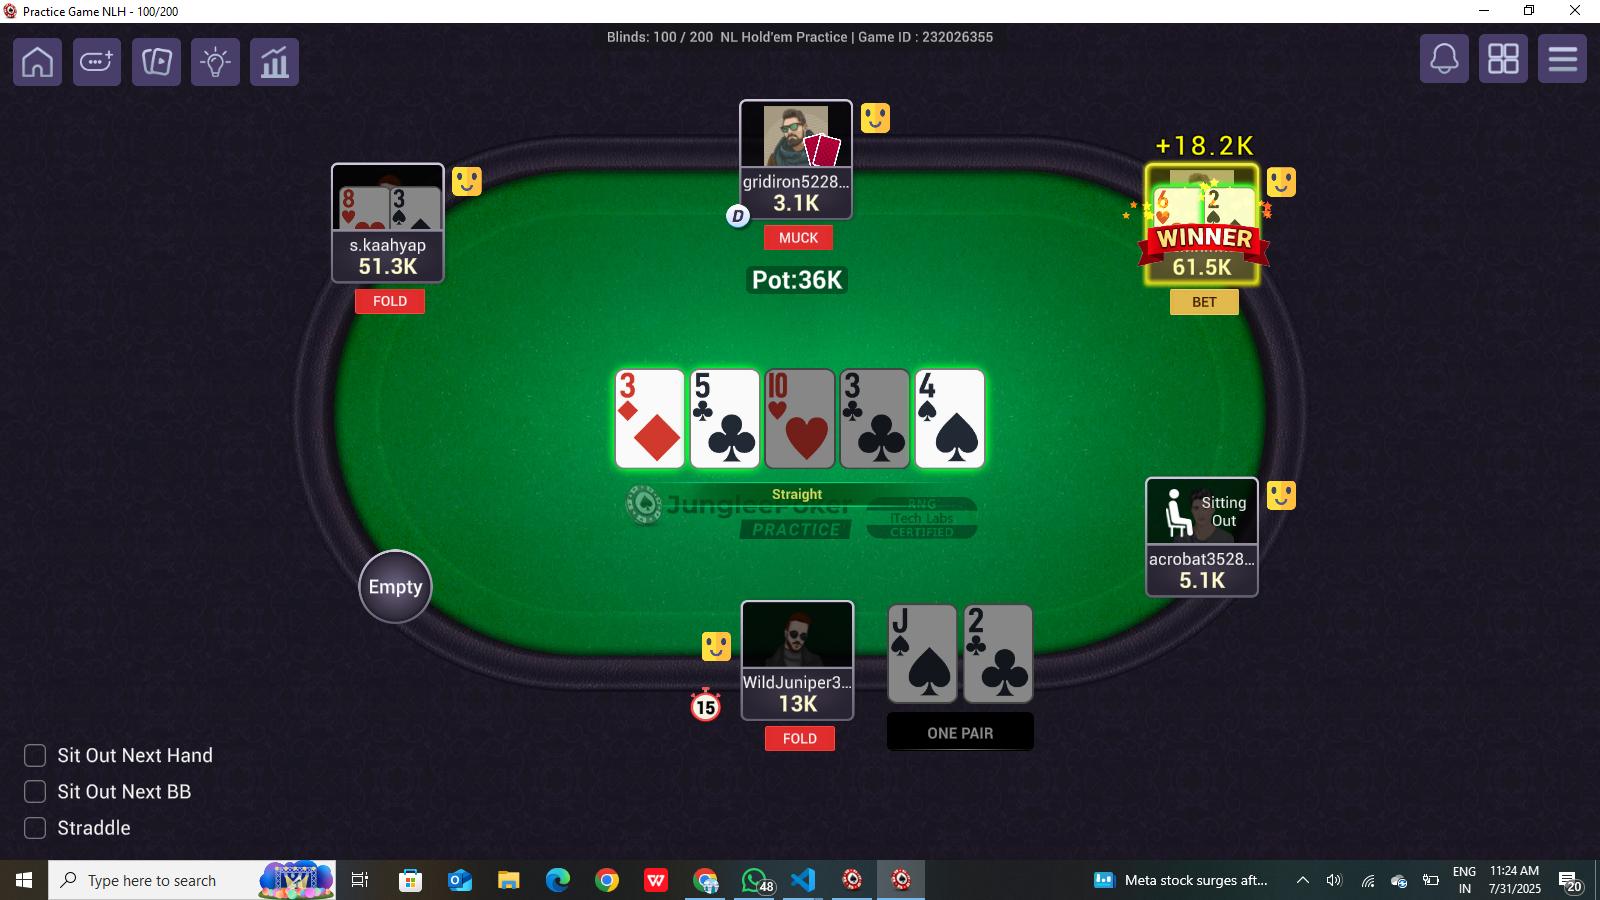 Practice Game NLH - 100/200
Blinds: 100 / 200 NL Hold'em Practice | Game ID : 232026355
gridiron5228...
3.1K
D
MUCK
8
3
s.kaahyap
51.3K
FOLD
+18.2K
6
2
WINNER
61.5K
BET
Pot:36K
3
5
10
3
4
Straight
JungleePoker
PRACTICE
RNG
iTech Labs
CERTIFIED
Sitting
Out
acrobat3528...
5.1K
Empty
WildJuniper3...
13K
15
FOLD
J
2
ONE PAIR
Sit Out Next Hand
Sit Out Next BB
Straddle
Type here to search
W
48
Meta stock surges aft...
ENG
IN
11:24 AM
7/31/2025
20